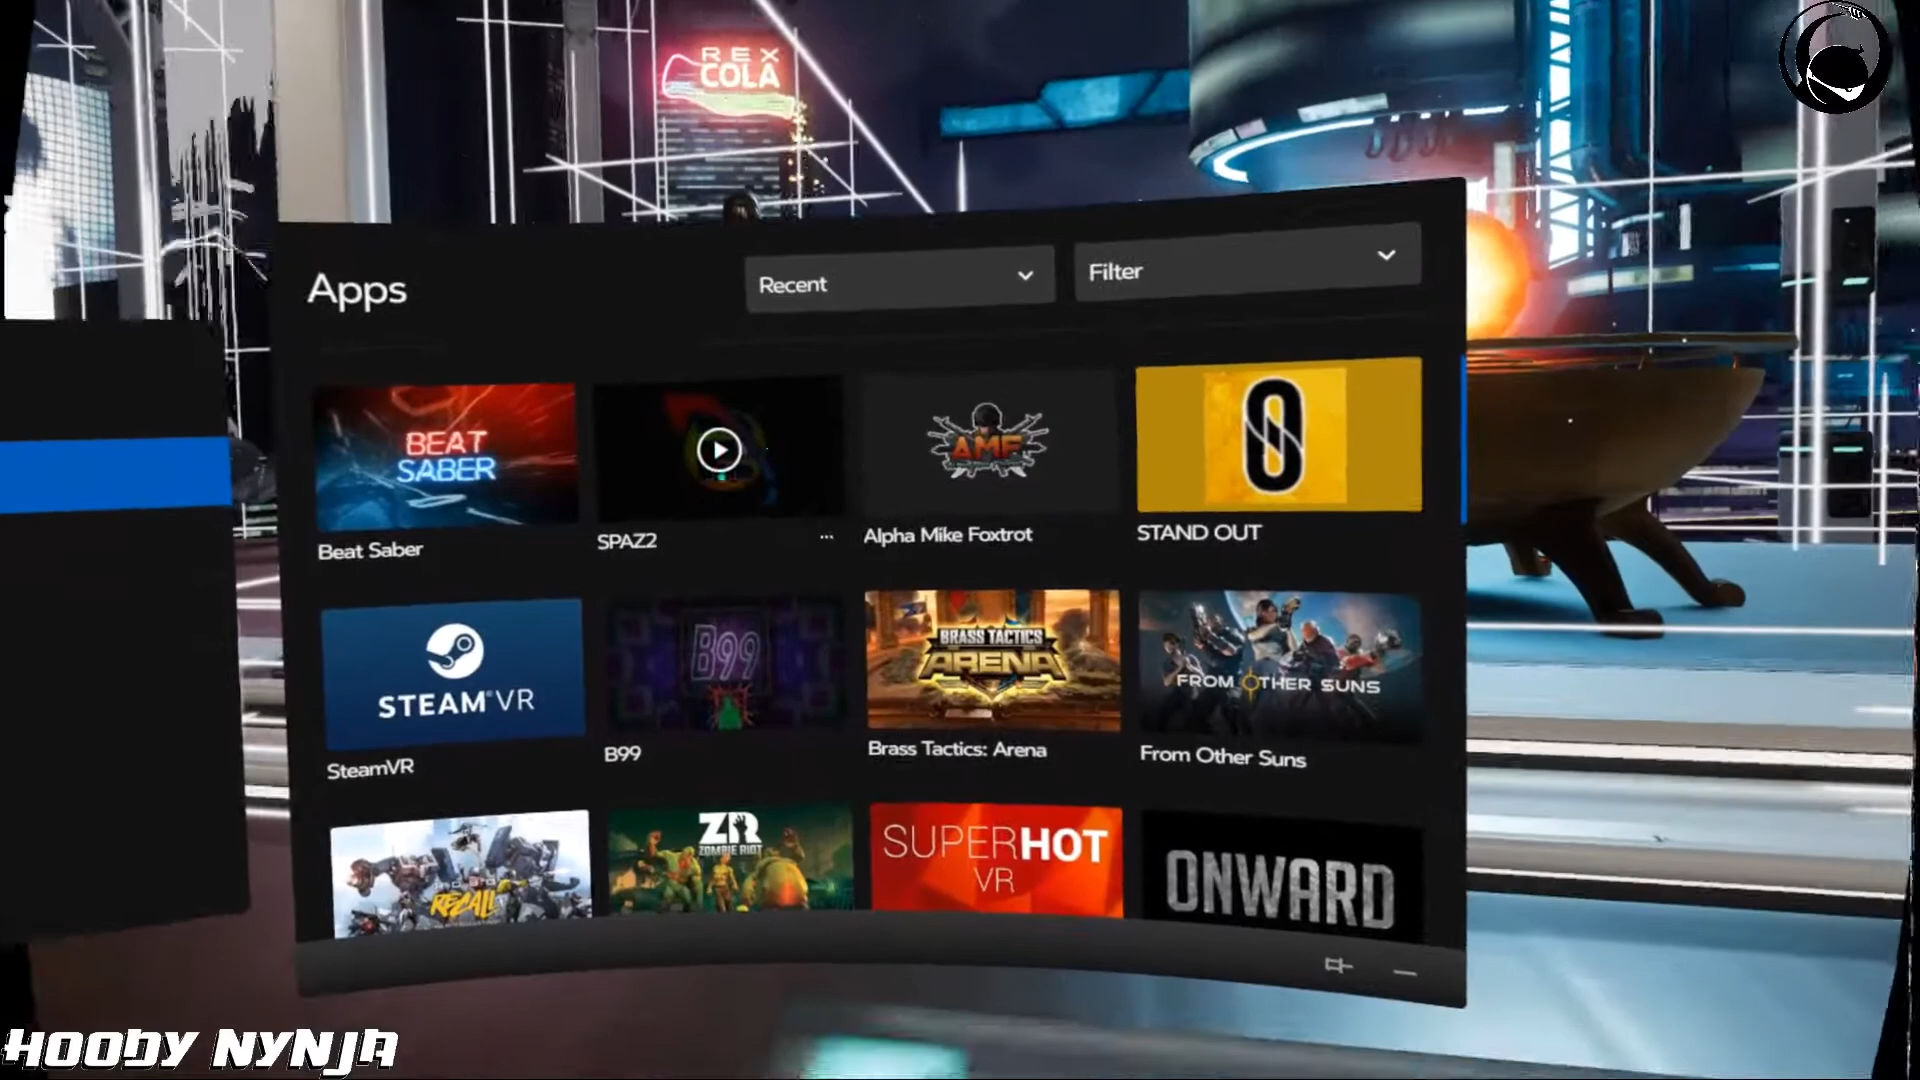 REX
COLA
Apps
Recent
Filter
BEAT
SABER
AMF
Beat Saber
SPAZ2
...
Alpha Mike Foxtrot
STAND OUT
STEAM VR
B99
BRASS TACTICS
ARENA
FROM OTHER SUNS
SteamVR
B99
Brass Tactics: Arena
From Other Suns
RECALL
ZR
ZOMBIE RIOT
SUPERHOT
VR
ONWARD
HOODY NYNJA